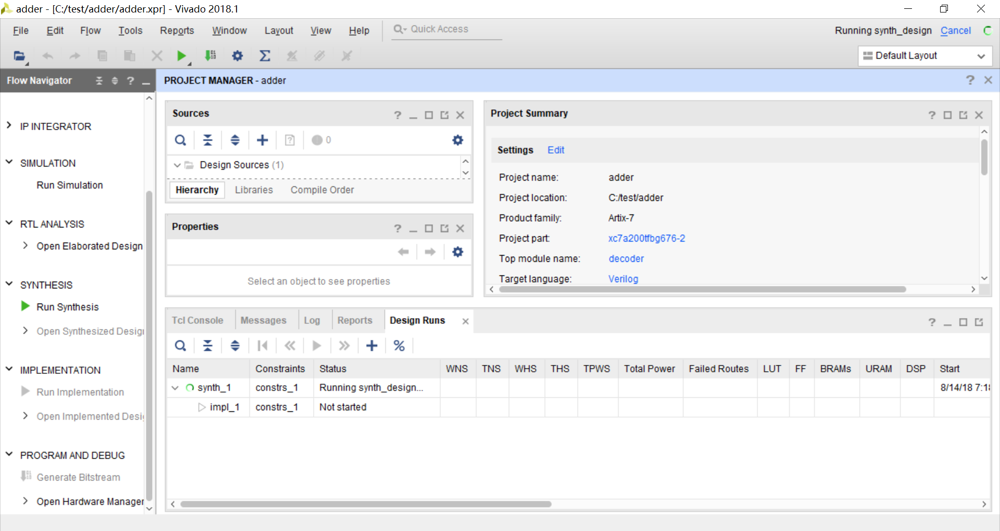 adder - [C:/test/adder/adder.xpr] - Vivado 2018.1
File Edit Flow Tools Reports Window Layout View Help Quick Access Running synth_design Cancel
Default Layout
Flow Navigator
PROJECT MANAGER - adder
IP INTEGRATOR
SIMULATION
Run Simulation
RTL ANALYSIS
Open Elaborated Design
SYNTHESIS
Run Synthesis
Open Synthesized Desig
IMPLEMENTATION
Run Implementation
Open Implemented Desi
PROGRAM AND DEBUG
Generate Bitstream
Open Hardware Manager
Sources
0
Design Sources (1)
Hierarchy Libraries Compile Order
Properties
Select an object to see properties
Project Summary
Settings Edit
Project name: adder
Project location: C:/test/adder
Product family: Artix-7
Project part: xc7a200tfbg676-2
Top module name: decoder
Target language: Verilog
Tcl Console Messages Log Reports Design Runs
Name Constraints Status WNS TNS WHS THS TPWS Total Power Failed Routes LUT FF BRAMs URAM DSP Start
synth_1 constrs_1 Running synth_design... 8/14/18 7:18
impl_1 constrs_1 Not started